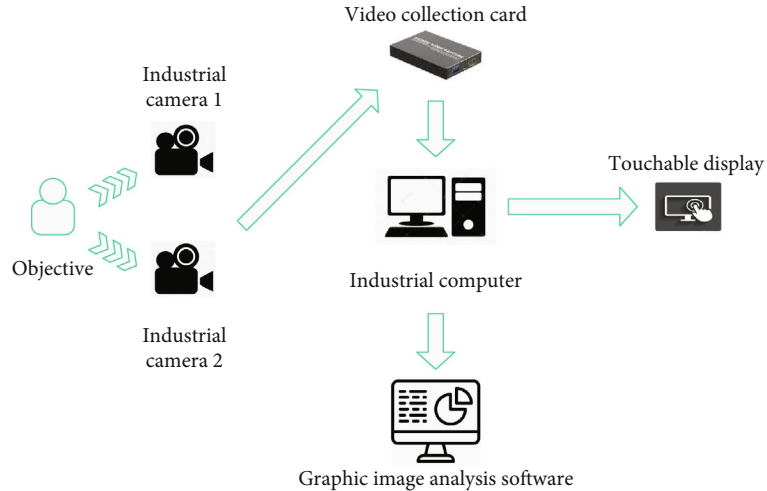 Video collection card
Industrial
camera 1
Touchable display
Objective
Industrial computer
Industrial
camera 2
Graphic image analysis software